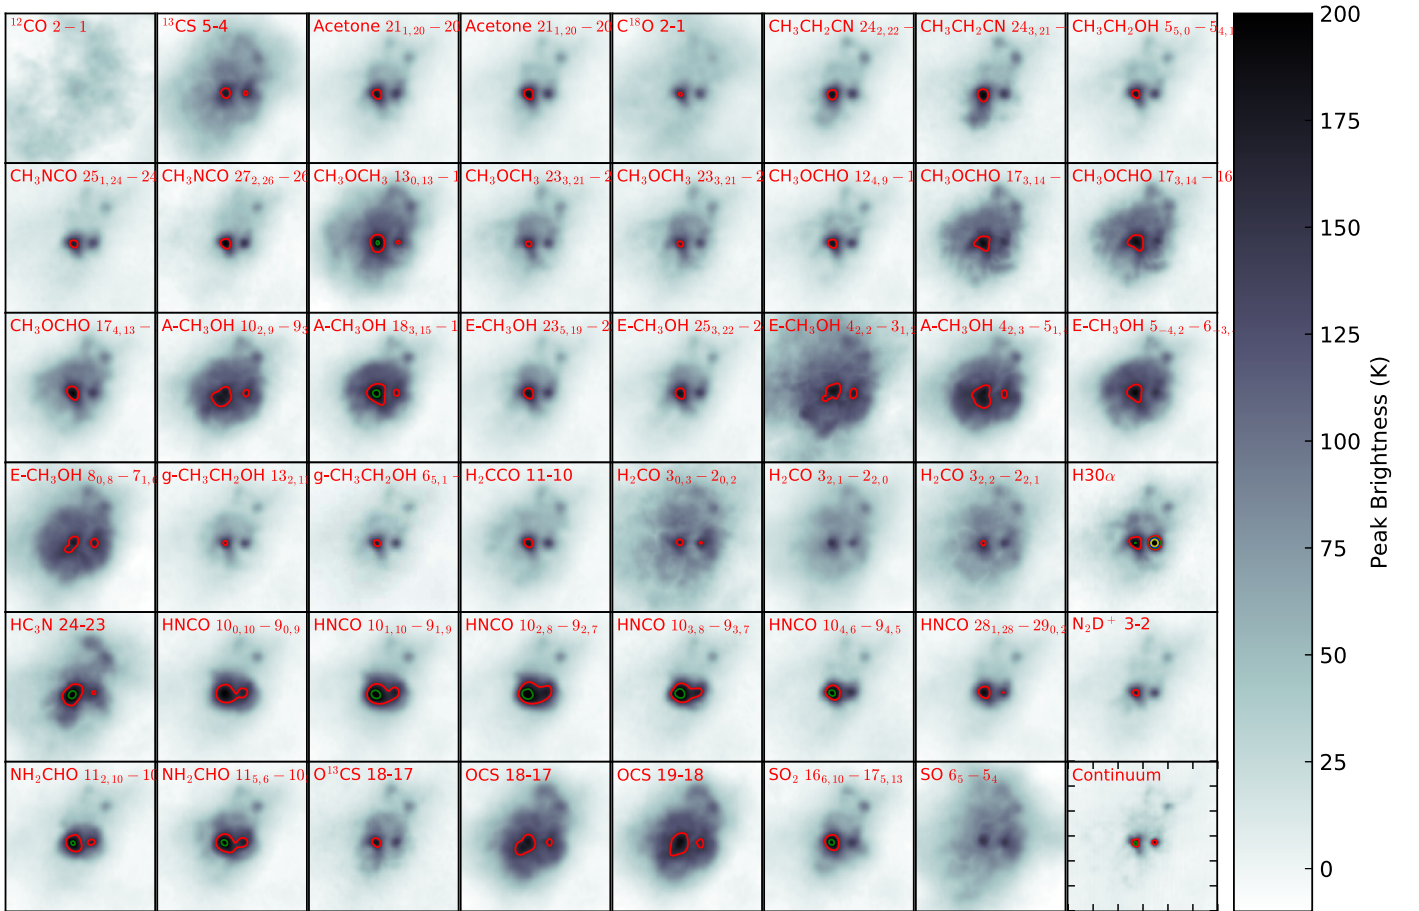 ¹²CO 2 − 1
¹³CS 5-4
Acetone 21₁,₂₀ − 20
Acetone 21₁,₂₀ − 20
C¹⁸O 2-1
CH₃CH₂CN 24₂,₂₂ −
CH₃CH₂CN 24₃,₂₁ −
CH₃CH₂OH 5₅,₀ − 5₄,₁
CH₃NCO 25₁,₂₄ − 24
CH₃NCO 27₂,₂₆ − 26
CH₃OCH₃ 13₀,₁₃ − 1
CH₃OCH₃ 23₃,₂₁ − 2
CH₃OCH₃ 23₃,₂₁ − 2
CH₃OCHO 12₄,₉ − 1
CH₃OCHO 17₃,₁₄ −
CH₃OCHO 17₃,₁₄ − 16
CH₃OCHO 17₄,₁₃ −
A-CH₃OH 10₂,₉ − 9₃
A-CH₃OH 18₃,₁₅ − 1
E-CH₃OH 23₅,₁₉ − 2
E-CH₃OH 25₃,₂₂ − 2
E-CH₃OH 4₂,₂ − 3₁,₂
A-CH₃OH 4₂,₃ − 5₁,
E-CH₃OH 5₋₄,₂ − 6₋₃,
E-CH₃OH 8₀,₈ − 7₁,₆
g-CH₃CH₂OH 13₂,₁
g-CH₃CH₂OH 6₅,₁ −
H₂CCO 11-10
H₂CO 3₀,₃ − 2₀,₂
H₂CO 3₂,₁ − 2₂,₀
H₂CO 3₂,₂ − 2₂,₁
H30α
HC₃N 24-23
HNCO 10₀,₁₀ − 9₀,₉
HNCO 10₁,₁₀ − 9₁,₉
HNCO 10₂,₈ − 9₂,₇
HNCO 10₃,₈ − 9₃,₇
HNCO 10₄,₆ − 9₄,₅
HNCO 28₁,₂₈ − 29₀,₂
N₂D⁺ 3-2
NH₂CHO 11₂,₁₀ − 10
NH₂CHO 11₅,₆ − 10
O¹³CS 18-17
OCS 18-17
OCS 19-18
SO₂ 16₆,₁₀ − 17₅,₁₃
SO 6₅ − 5₄
Continuum
200
175
150
125
100
75
50
25
0
Peak Brightness (K)